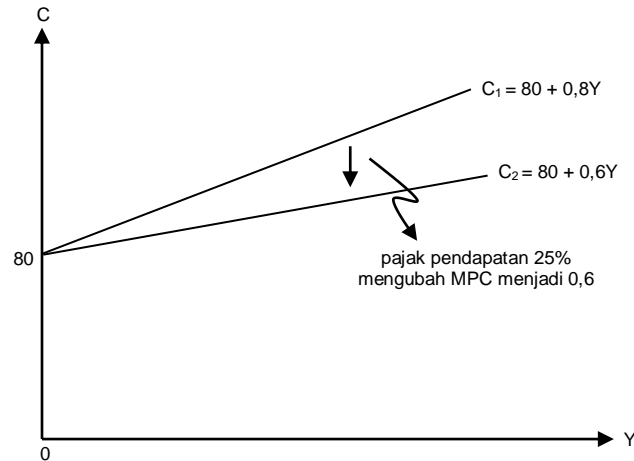 C
C₁ = 80 + 0,8Y
C₂ = 80 + 0,6Y
80
pajak pendapatan 25%
mengubah MPC menjadi 0,6
Y
0